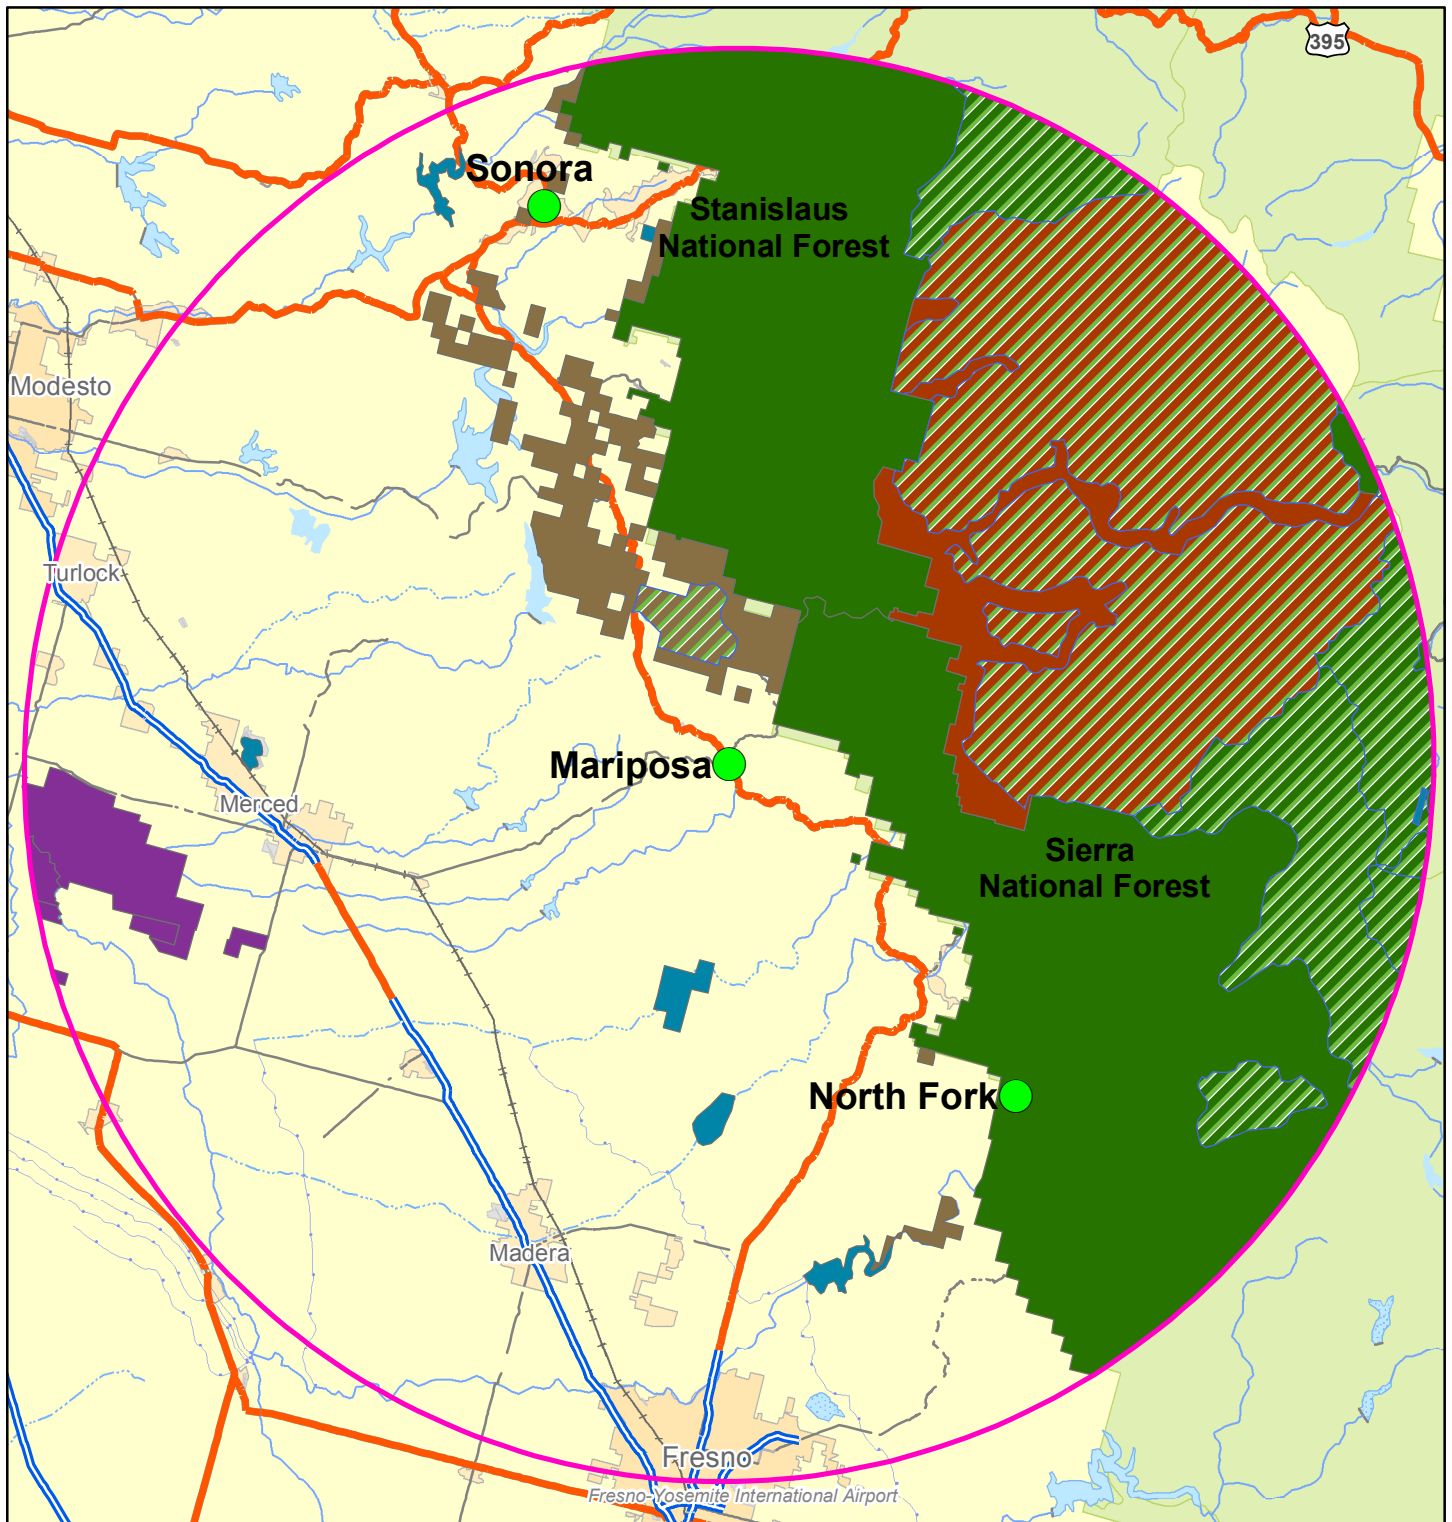 395
Sonora
Stanislaus
National Forest
Modesto
Turlock
Mariposa
Merced
Sierra
National Forest
North Fork
Madera
Fresno
Fresno-Yosemite International Airport